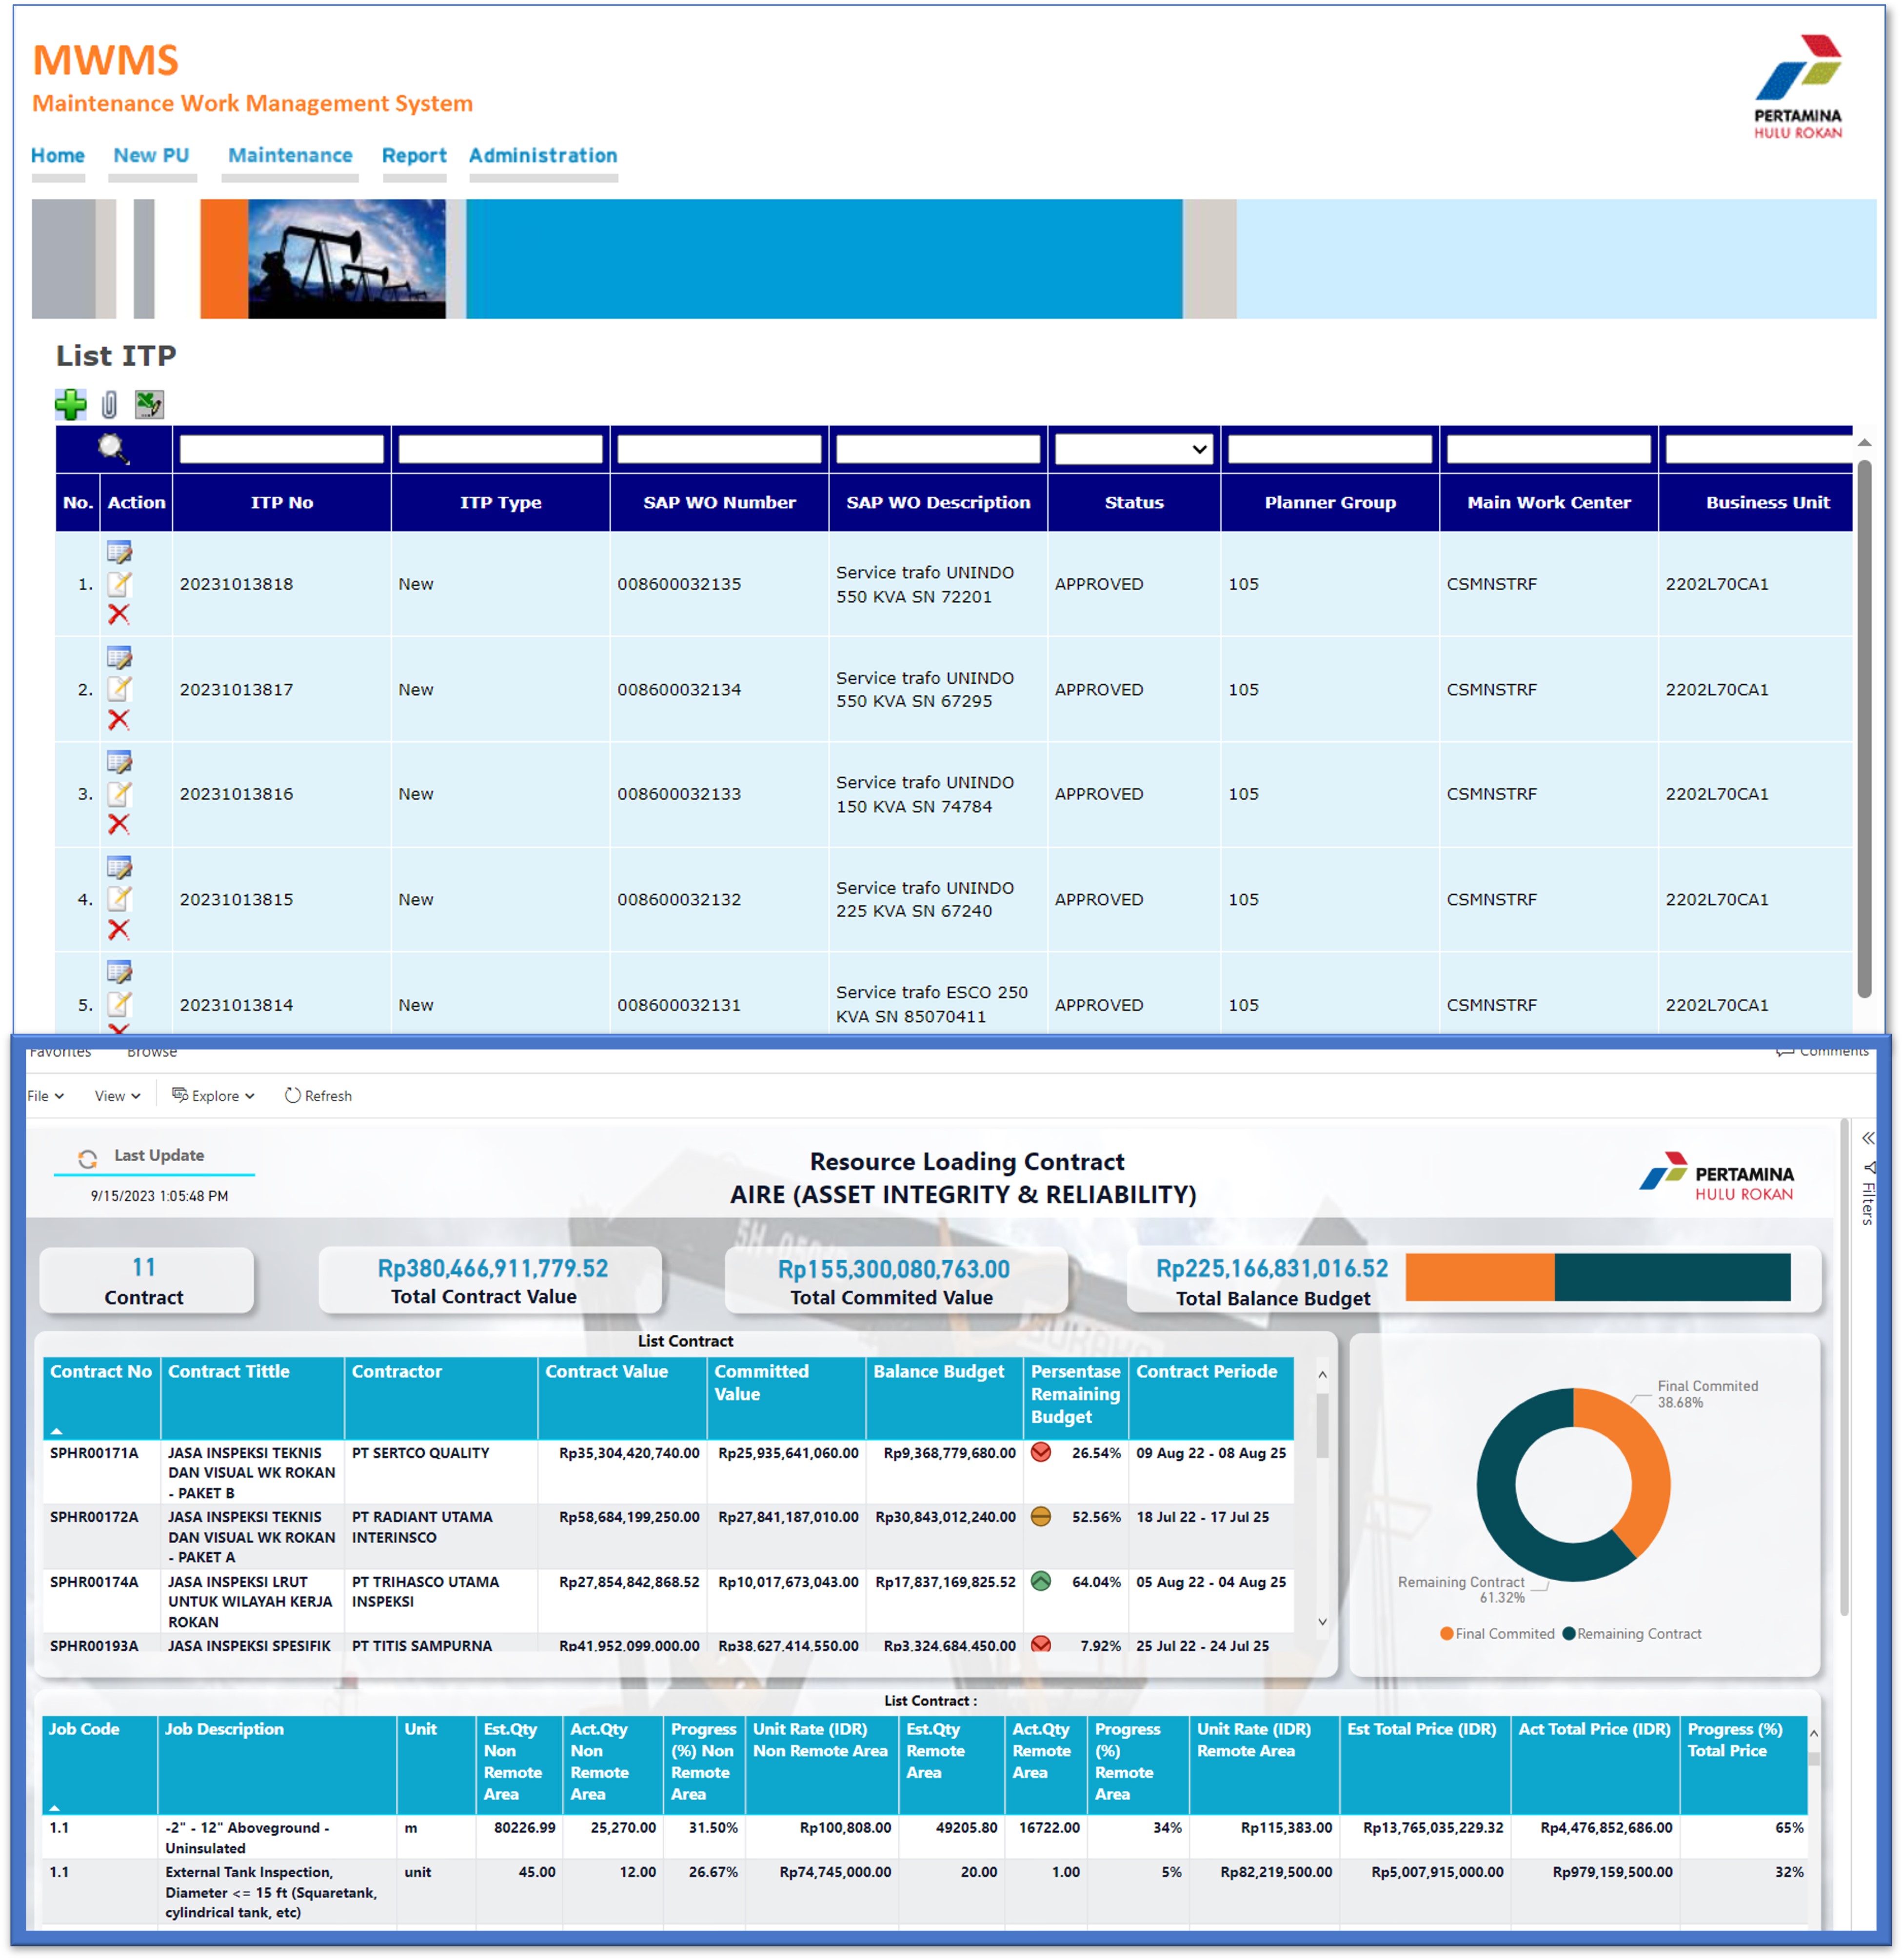 MWMS
Maintenance Work Management System
PERTAMINA
HULU ROKAN
Home New PU Maintenance Report Administration
List ITP
No. Action ITP No ITP Type SAP WO Number SAP WO Description Status Planner Group Main Work Center Business Unit
1. 20231013818 New 008600032135 Service trafo UNINDO 550 KVA SN 72201 APPROVED 105 CSMNSTRF 2202L70CA1
2. 20231013817 New 008600032134 Service trafo UNINDO 550 KVA SN 67295 APPROVED 105 CSMNSTRF 2202L70CA1
3. 20231013816 New 008600032133 Service trafo UNINDO 150 KVA SN 74784 APPROVED 105 CSMNSTRF 2202L70CA1
4. 20231013815 New 008600032132 Service trafo UNINDO 225 KVA SN 67240 APPROVED 105 CSMNSTRF 2202L70CA1
5. 20231013814 New 008600032131 Service trafo ESCO 250 KVA SN 85070411 APPROVED 105 CSMNSTRF 2202L70CA1
Favorites Browse Comments
File View Explore Refresh
Filters
Last Update
9/15/2023 1:05:48 PM
Resource Loading Contract
AIRE (ASSET INTEGRITY & RELIABILITY)
PERTAMINA
HULU ROKAN
11
Contract
Rp380,466,911,779.52
Total Contract Value
Rp155,300,080,763.00
Total Commited Value
Rp225,166,831,016.52
Total Balance Budget
List Contract
Contract No Contract Tittle Contractor Contract Value Committed Value Balance Budget Persentase Remaining Budget Contract Periode
SPHR00171A JASA INSPEKSI TEKNIS DAN VISUAL WK ROKAN - PAKET B PT SERTCO QUALITY Rp35,304,420,740.00 Rp25,935,641,060.00 Rp9,368,779,680.00 26.54% 09 Aug 22 - 08 Aug 25
SPHR00172A JASA INSPEKSI TEKNIS DAN VISUAL WK ROKAN - PAKET A PT RADIANT UTAMA INTERINSCO Rp58,684,199,250.00 Rp27,841,187,010.00 Rp30,843,012,240.00 52.56% 18 Jul 22 - 17 Jul 25
SPHR00174A JASA INSPEKSI LRUT UNTUK WILAYAH KERJA ROKAN PT TRIHASCO UTAMA INSPEKSI Rp27,854,842,868.52 Rp10,017,673,043.00 Rp17,837,169,825.52 64.04% 05 Aug 22 - 04 Aug 25
SPHR00193A JASA INSPEKSI SPESIFIK PT TITIS SAMPURNA Rp41,952,099,000.00 Rp38,627,414,550.00 Rp3,324,684,450.00 7.92% 25 Jul 22 - 24 Jul 25
Final Commited
38.68%
Remaining Contract
61.32%
Final Commited Remaining Contract
List Contract :
Job Code Job Description Unit Est.Qty Non Remote Area Act.Qty Non Remote Area Progress (%) Non Remote Area Unit Rate (IDR) Non Remote Area Est.Qty Remote Area Act.Qty Remote Area Progress (%) Remote Area Unit Rate (IDR) Remote Area Est Total Price (IDR) Act Total Price (IDR) Progress (%) Total Price
1.1 -2" - 12" Aboveground - Uninsulated m 80226.99 25,270.00 31.50% Rp100,808.00 49205.80 16722.00 34% Rp115,383.00 Rp13,765,035,229.32 Rp4,476,852,686.00 65%
1.1 External Tank Inspection, Diameter <= 15 ft (Squaretank, cylindrical tank, etc) unit 45.00 12.00 26.67% Rp74,745,000.00 20.00 1.00 5% Rp82,219,500.00 Rp5,007,915,000.00 Rp979,159,500.00 32%